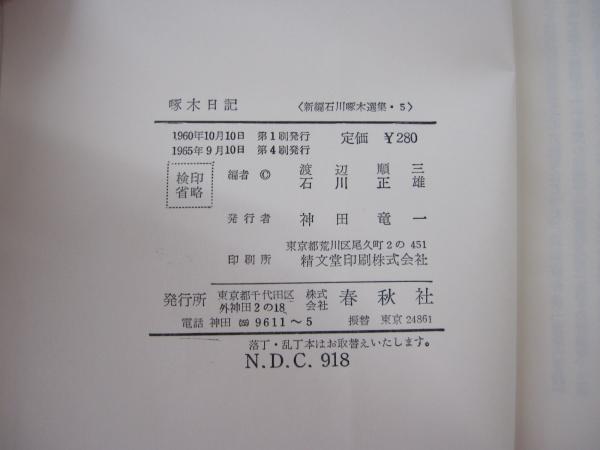 啄木日記 〈新編石川啄木選集・5〉
1960年10月10日 第1刷発行 定価 ¥280
1965年9月10日 第4刷発行
検印省略
編者 © 渡辺順三
石川正雄
発行者 神田竜一
東京都荒川区尾久町2の451
印刷所 精文堂印刷株式会社
発行所 東京都千代田区外神田2の18 株式会社 春秋社
電話 神田 ㈸ 9611〜5 振替 東京 24861
落丁・乱丁本はお取替えいたします。
N.D.C. 918